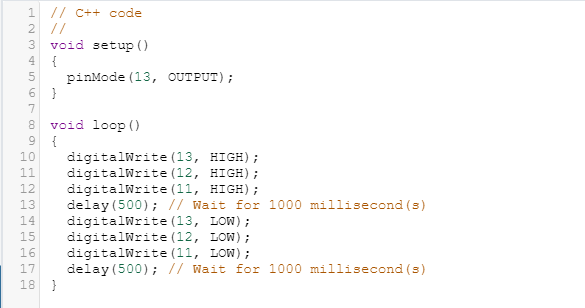 1 // C++ code
2 //
3 void setup()
4 {
5   pinMode(13, OUTPUT);
6 }
7
8 void loop()
9 {
10   digitalWrite(13, HIGH);
11   digitalWrite(12, HIGH);
12   digitalWrite(11, HIGH);
13   delay(500); // Wait for 1000 millisecond(s)
14   digitalWrite(13, LOW);
15   digitalWrite(12, LOW);
16   digitalWrite(11, LOW);
17   delay(500); // Wait for 1000 millisecond(s)
18 }